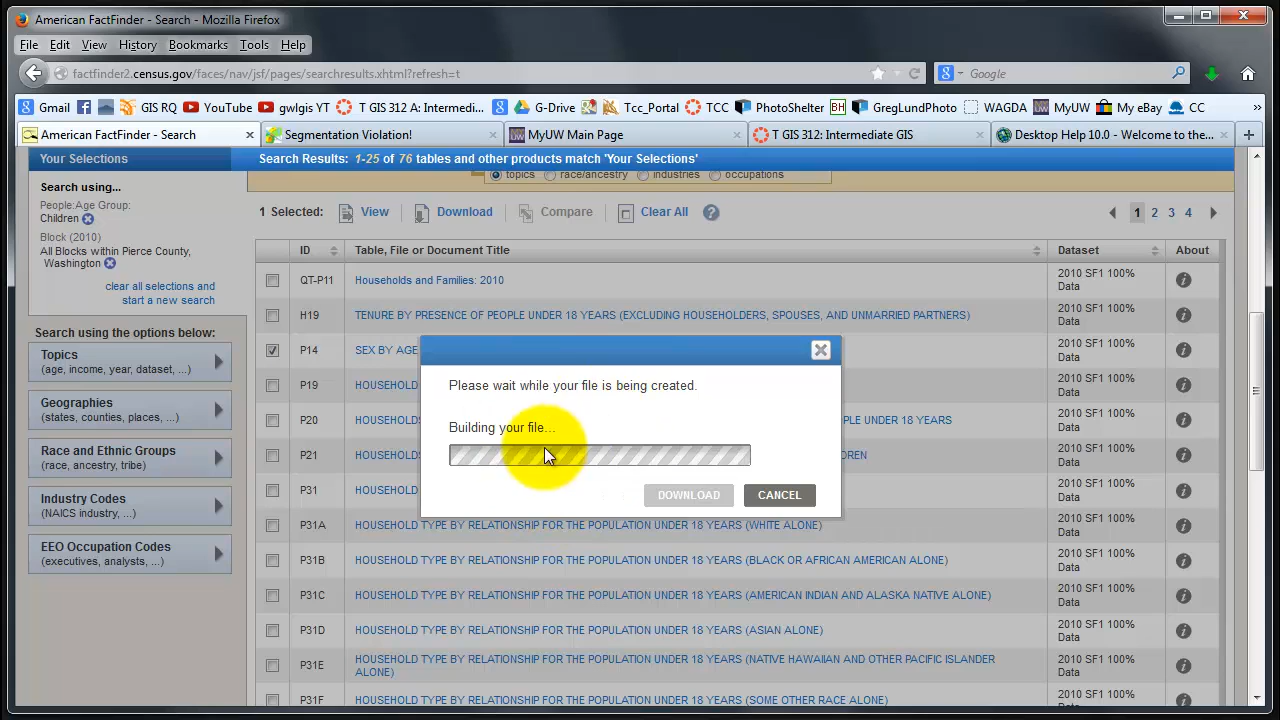 American FactFinder - Search - Mozilla Firefox
File Edit View History Bookmarks Tools Help
factfinder2.census.gov/faces/nav/jsf/pages/searchresults.xhtml?refresh=t
Google
Gmail GIS RQ YouTube gwlgis YT T GIS 312 A: Intermedi... G-Drive Tcc_Portal TCC PhotoShelter BH GregLundPhoto WAGDA MyUW My eBay C »
American FactFinder - Search Segmentation Violation! MyUW Main Page T GIS 312: Intermediate GIS Desktop Help 10.0 - Welcome to the...
Your Selections
Search Results: 1-25 of 76 tables and other products match 'Your Selections'
topics race/ancestry industries occupations
Search using...
People:Age Group:
Children
Block (2010)
All Blocks within Pierce County,
Washington
clear all selections and
start a new search
Search using the options below:
Topics
(age, income, year, dataset, ...)
Geographies
(states, counties, places, ...)
Race and Ethnic Groups
(race, ancestry, tribe)
Industry Codes
(NAICS industry, ...)
EEO Occupation Codes
(executives, analysts, ...)
1 Selected: View Download Compare Clear All ? 1 2 3 4
ID Table, File or Document Title Dataset About
QT-P11 Households and Families: 2010 2010 SF1 100% Data
H19 TENURE BY PRESENCE OF PEOPLE UNDER 18 YEARS (EXCLUDING HOUSEHOLDERS, SPOUSES, AND UNMARRIED PARTNERS) 2010 SF1 100% Data
P14 SEX BY AGE 2010 SF1 100% Data
P19 HOUSEHOLD 2010 SF1 100% Data
P20 HOUSEHOLDS PLE UNDER 18 YEARS 2010 SF1 100% Data
P21 HOUSEHOLD REN 2010 SF1 100% Data
P31 HOUSEHOLD 2010 SF1 100% Data
P31A HOUSEHOLD TYPE BY RELATIONSHIP FOR THE POPULATION UNDER 18 YEARS (WHITE ALONE) 2010 SF1 100% Data
P31B HOUSEHOLD TYPE BY RELATIONSHIP FOR THE POPULATION UNDER 18 YEARS (BLACK OR AFRICAN AMERICAN ALONE) 2010 SF1 100% Data
P31C HOUSEHOLD TYPE BY RELATIONSHIP FOR THE POPULATION UNDER 18 YEARS (AMERICAN INDIAN AND ALASKA NATIVE ALONE) 2010 SF1 100% Data
P31D HOUSEHOLD TYPE BY RELATIONSHIP FOR THE POPULATION UNDER 18 YEARS (ASIAN ALONE) 2010 SF1 100% Data
P31E HOUSEHOLD TYPE BY RELATIONSHIP FOR THE POPULATION UNDER 18 YEARS (NATIVE HAWAIIAN AND OTHER PACIFIC ISLANDER ALONE) 2010 SF1 100% Data
P31F HOUSEHOLD TYPE BY RELATIONSHIP FOR THE POPULATION UNDER 18 YEARS (SOME OTHER RACE ALONE) 2010 SF1 100% Data
Please wait while your file is being created.
Building your file...
DOWNLOAD CANCEL